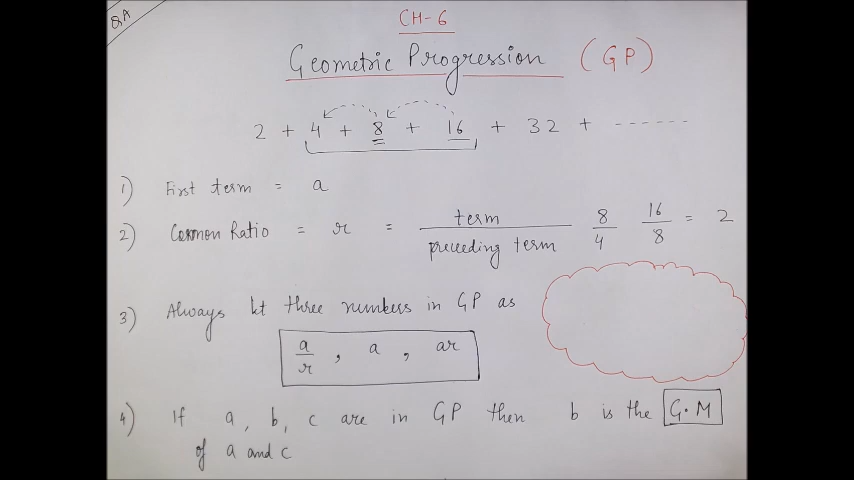 Q&A
CH-6
Geometric Progression (GP)
2 + 4 + 8 + 16 + 32 + ------
1) First term = a
2) Common Ratio = r = term / preceding term 8/4 16/8 = 2
3) Always let three numbers in GP as
a/r , a , ar
4) If a, b, c are in GP then b is the G.M
of a and c